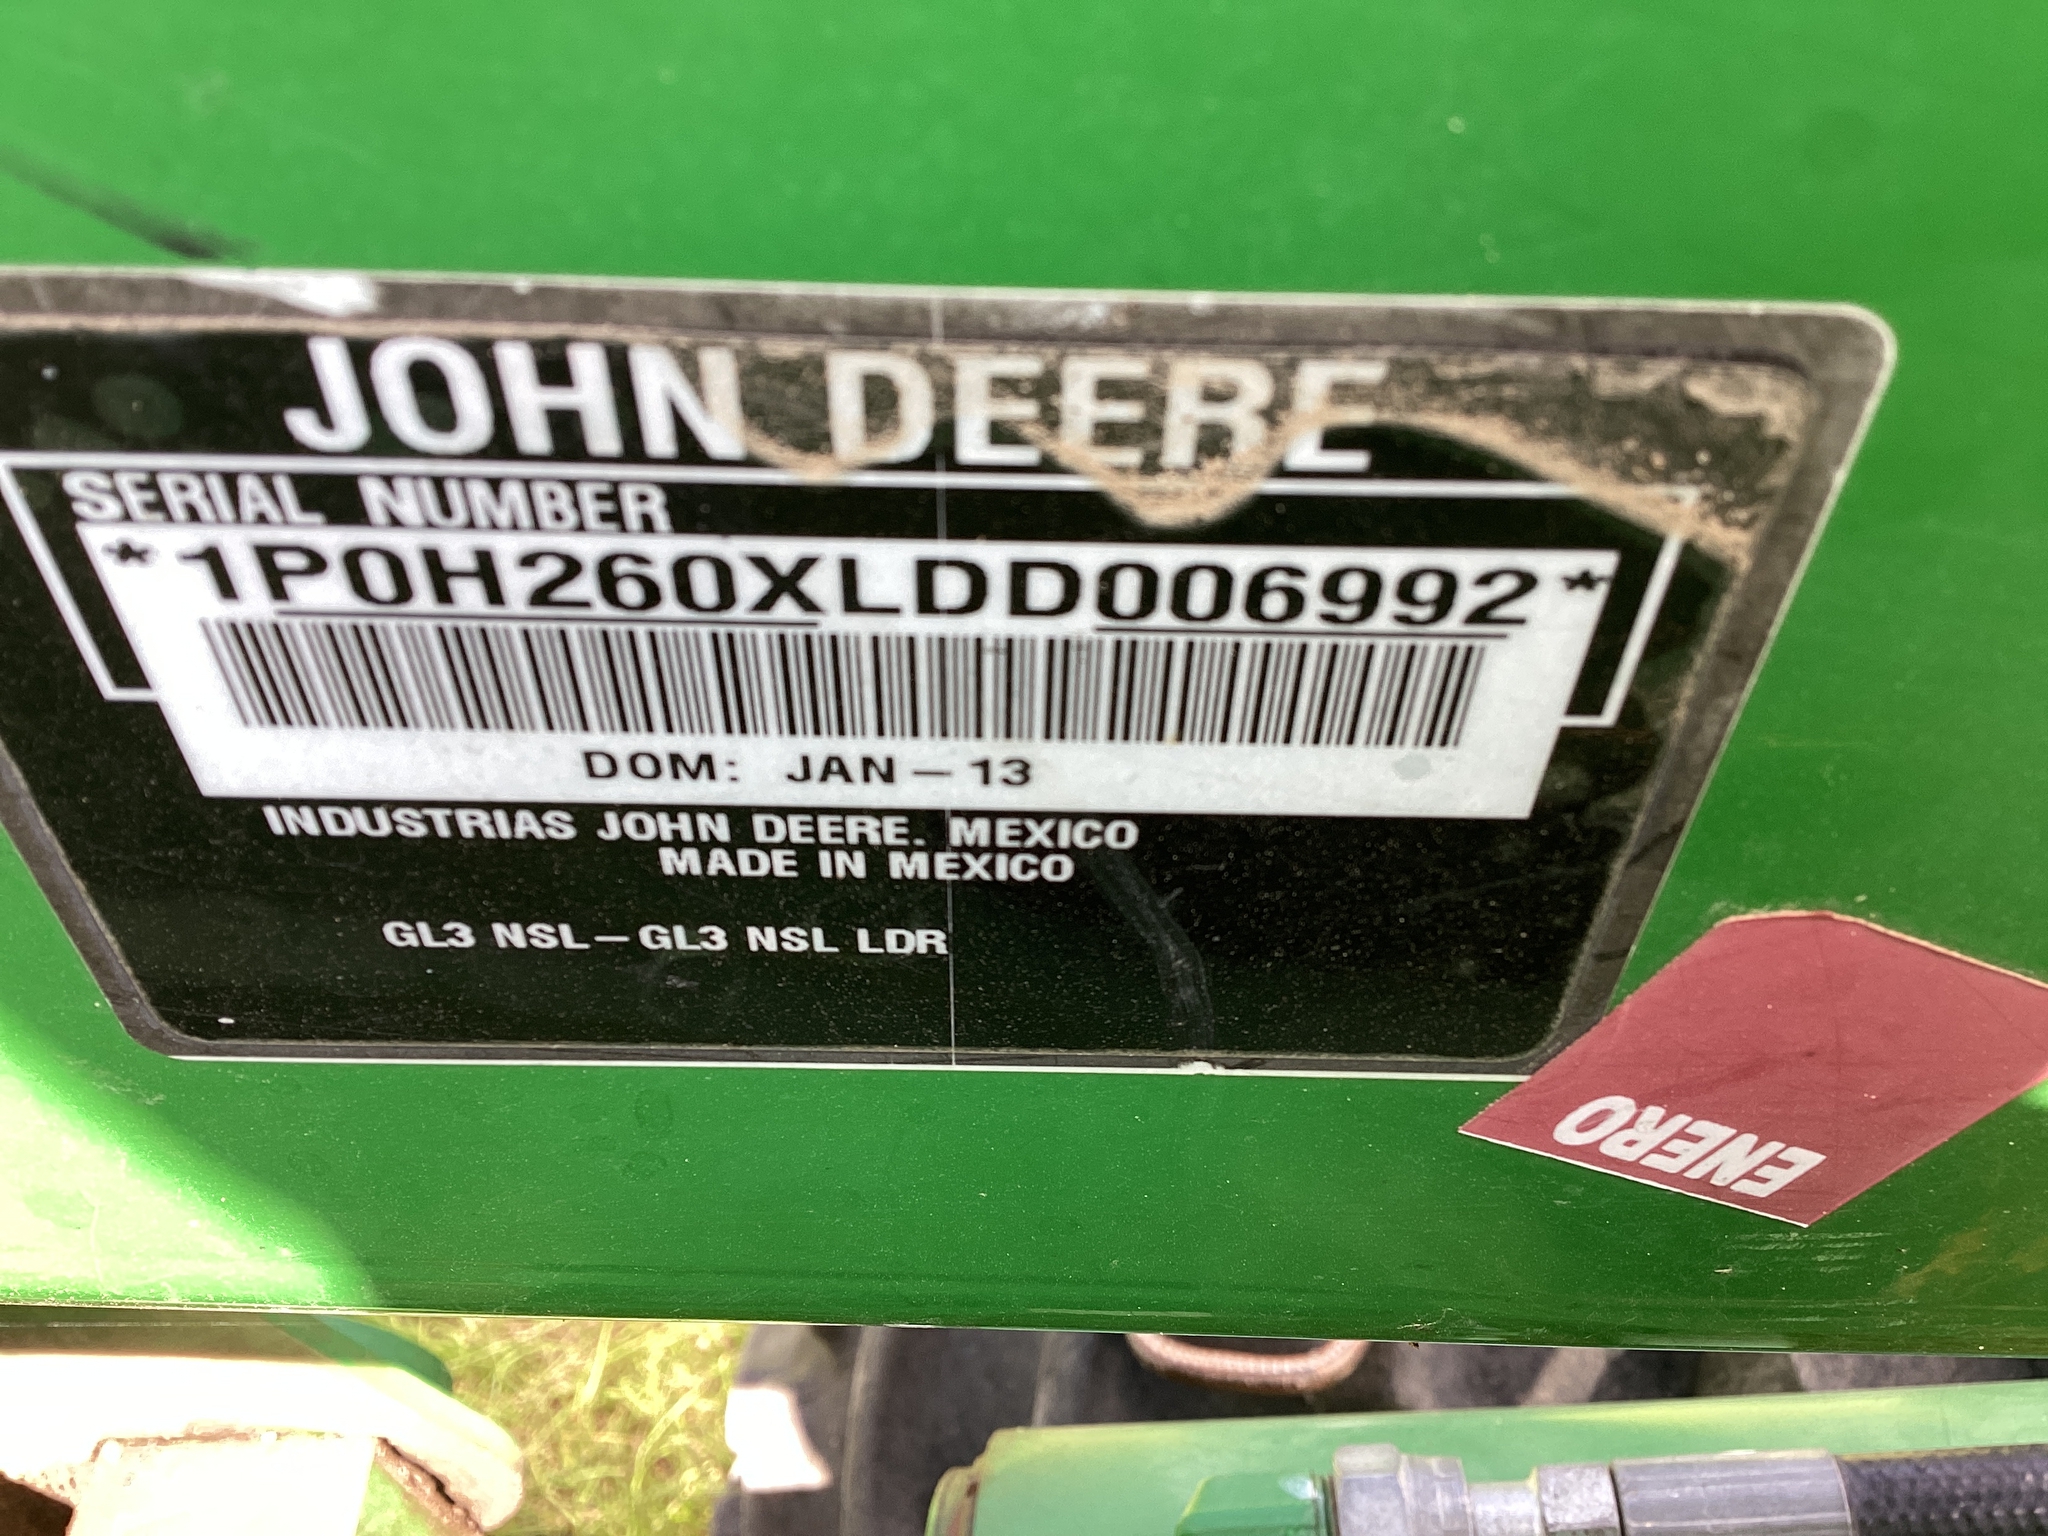 JOHN DEERE
SERIAL NUMBER
*1P0H260XLDD006992*
DOM: JAN-13
INDUSTRIAS JOHN DEERE. MEXICO
MADE IN MEXICO
GL3 NSL-GL3 NSL LDR
ENERO